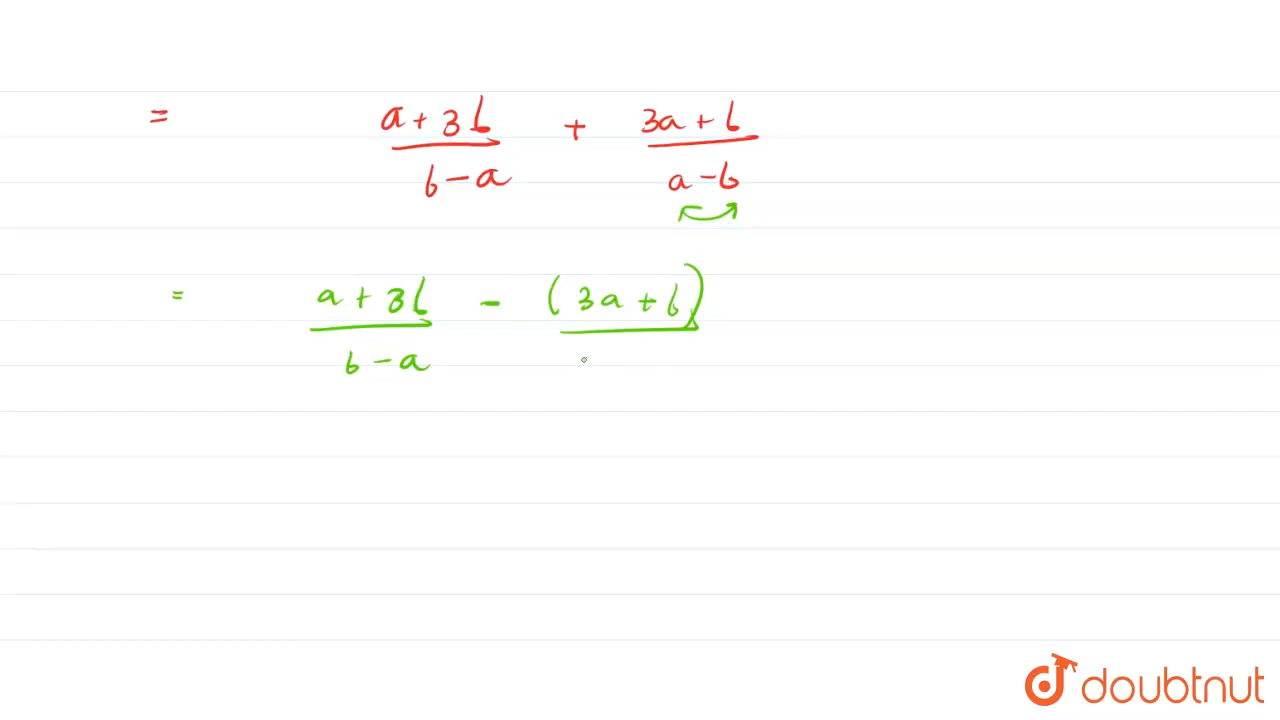 = a + 3b + 3a + b
b - a a - b
= a + 3b - (3a + b)
b - a
doubtnut